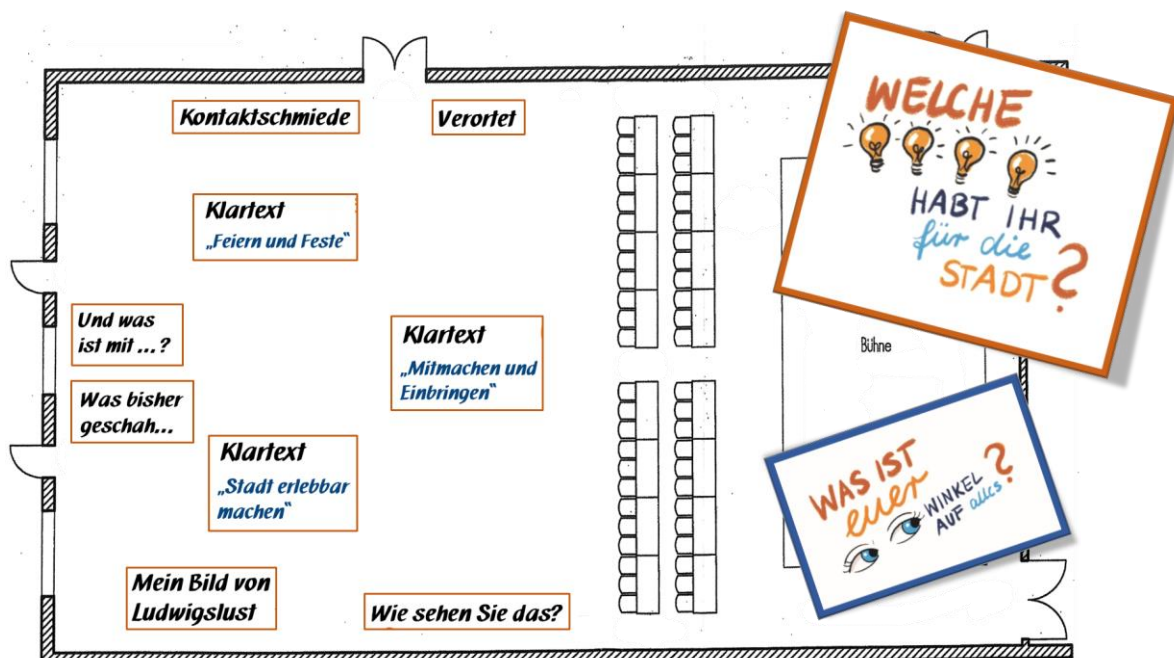 Kontaktschmiede
Verortet
Klartext
„Feiern und Feste“
Und was
ist mit ...?
Klartext
„Mitmachen und
Einbringen“
Was bisher
geschah...
Klartext
„Stadt erlebbar
machen“
Mein Bild von
Ludwigslust
Wie sehen Sie das?
Bühne
WELCHE
HABT IHR
für die
STADT?
WAS IST
euer
WINKEL
AUF alles?